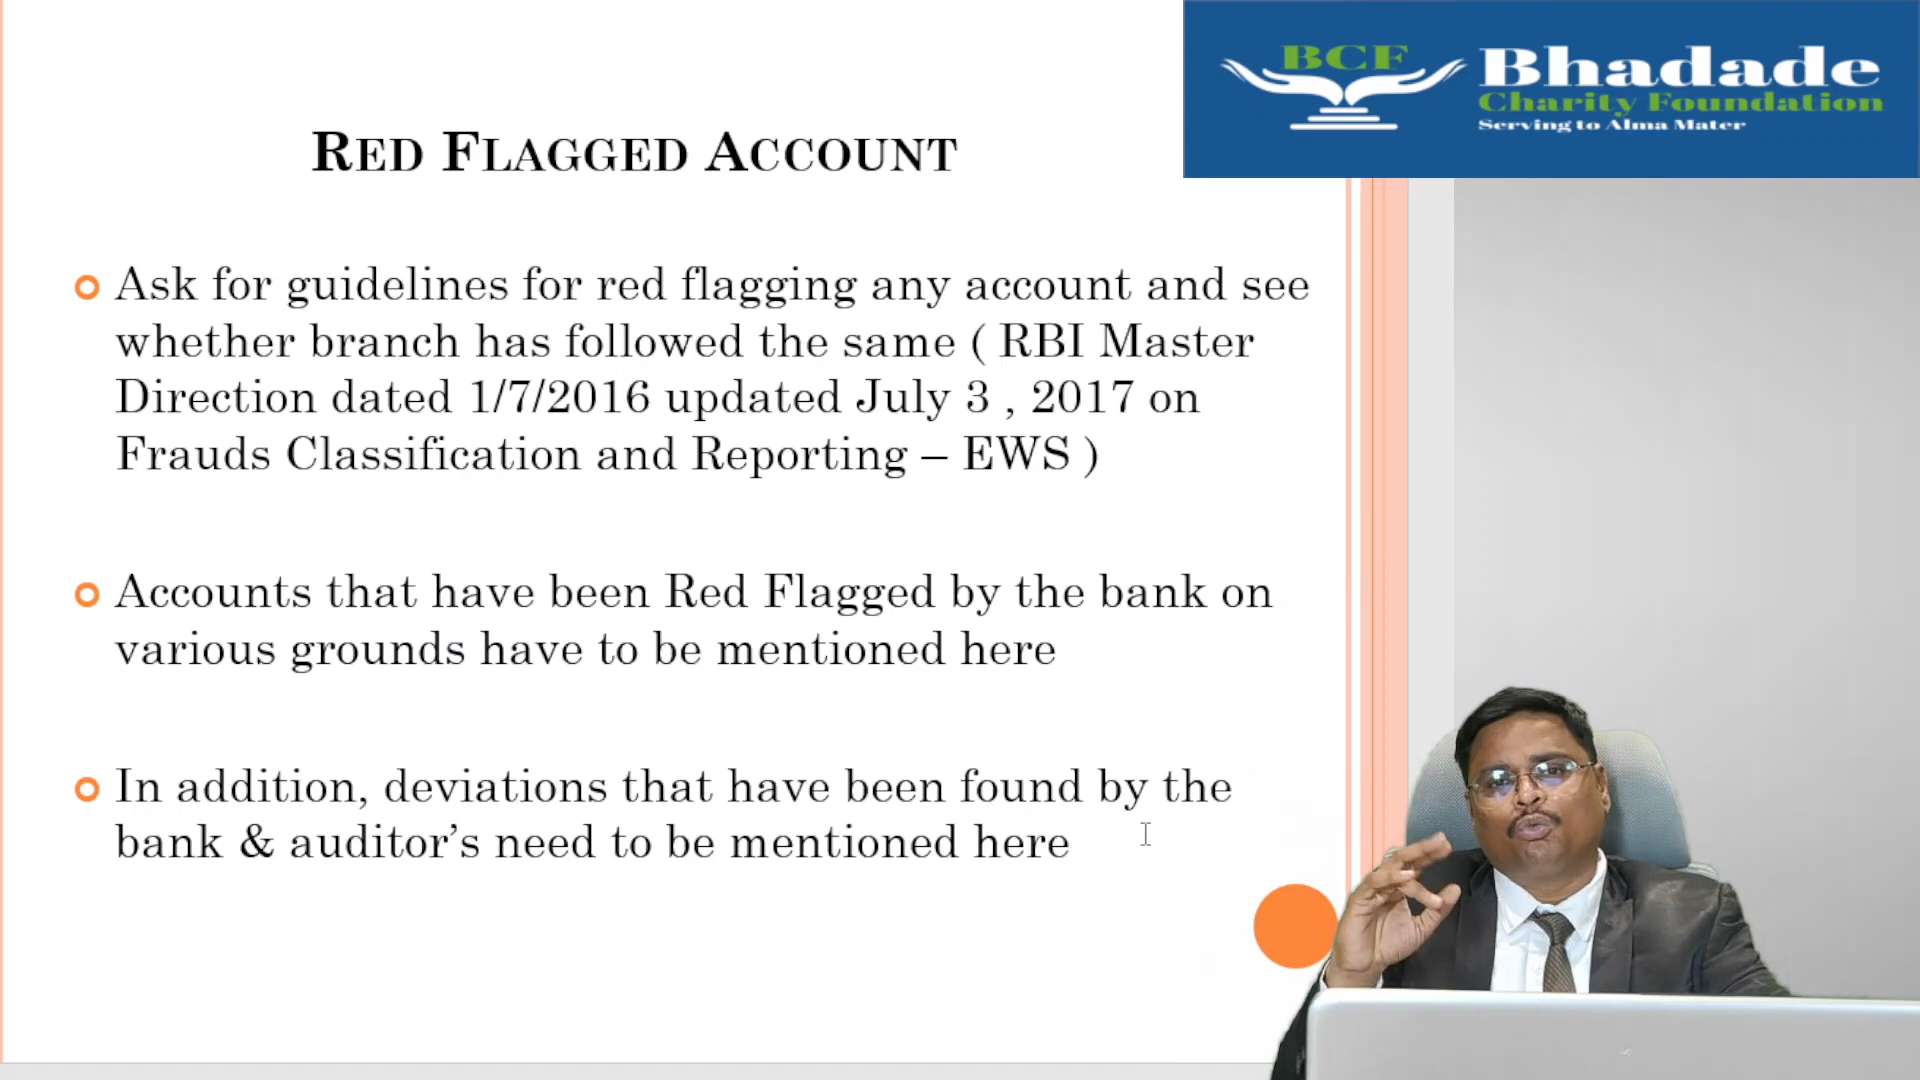 BCF
Bhadade
Charity Foundation
Serving to Alma Mater
RED FLAGGED ACCOUNT
Ask for guidelines for red flagging any account and see
whether branch has followed the same ( RBI Master
Direction dated 1/7/2016 updated July 3 , 2017 on
Frauds Classification and Reporting – EWS )
Accounts that have been Red Flagged by the bank on
various grounds have to be mentioned here
In addition, deviations that have been found by the
bank & auditor’s need to be mentioned here